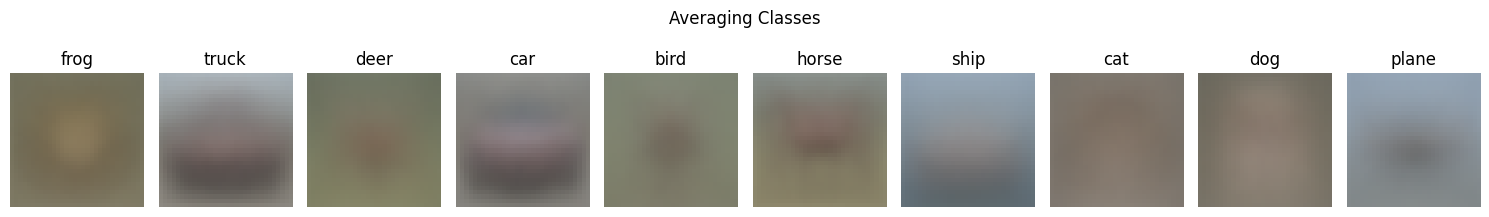 Averaging Classes
frog truck deer car bird horse ship cat dog plane